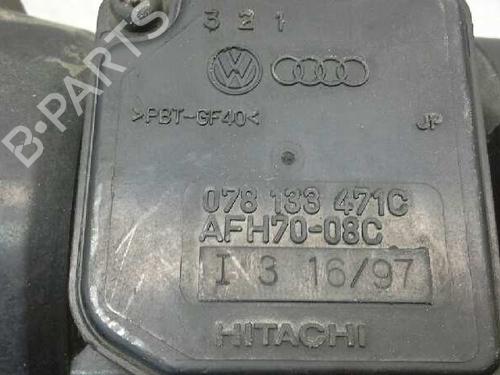 3 2 1
>PBT-GF40<
JP
078 133 471C
AFH70-08C
I 3 16/97
HITACHI
B-PARTS